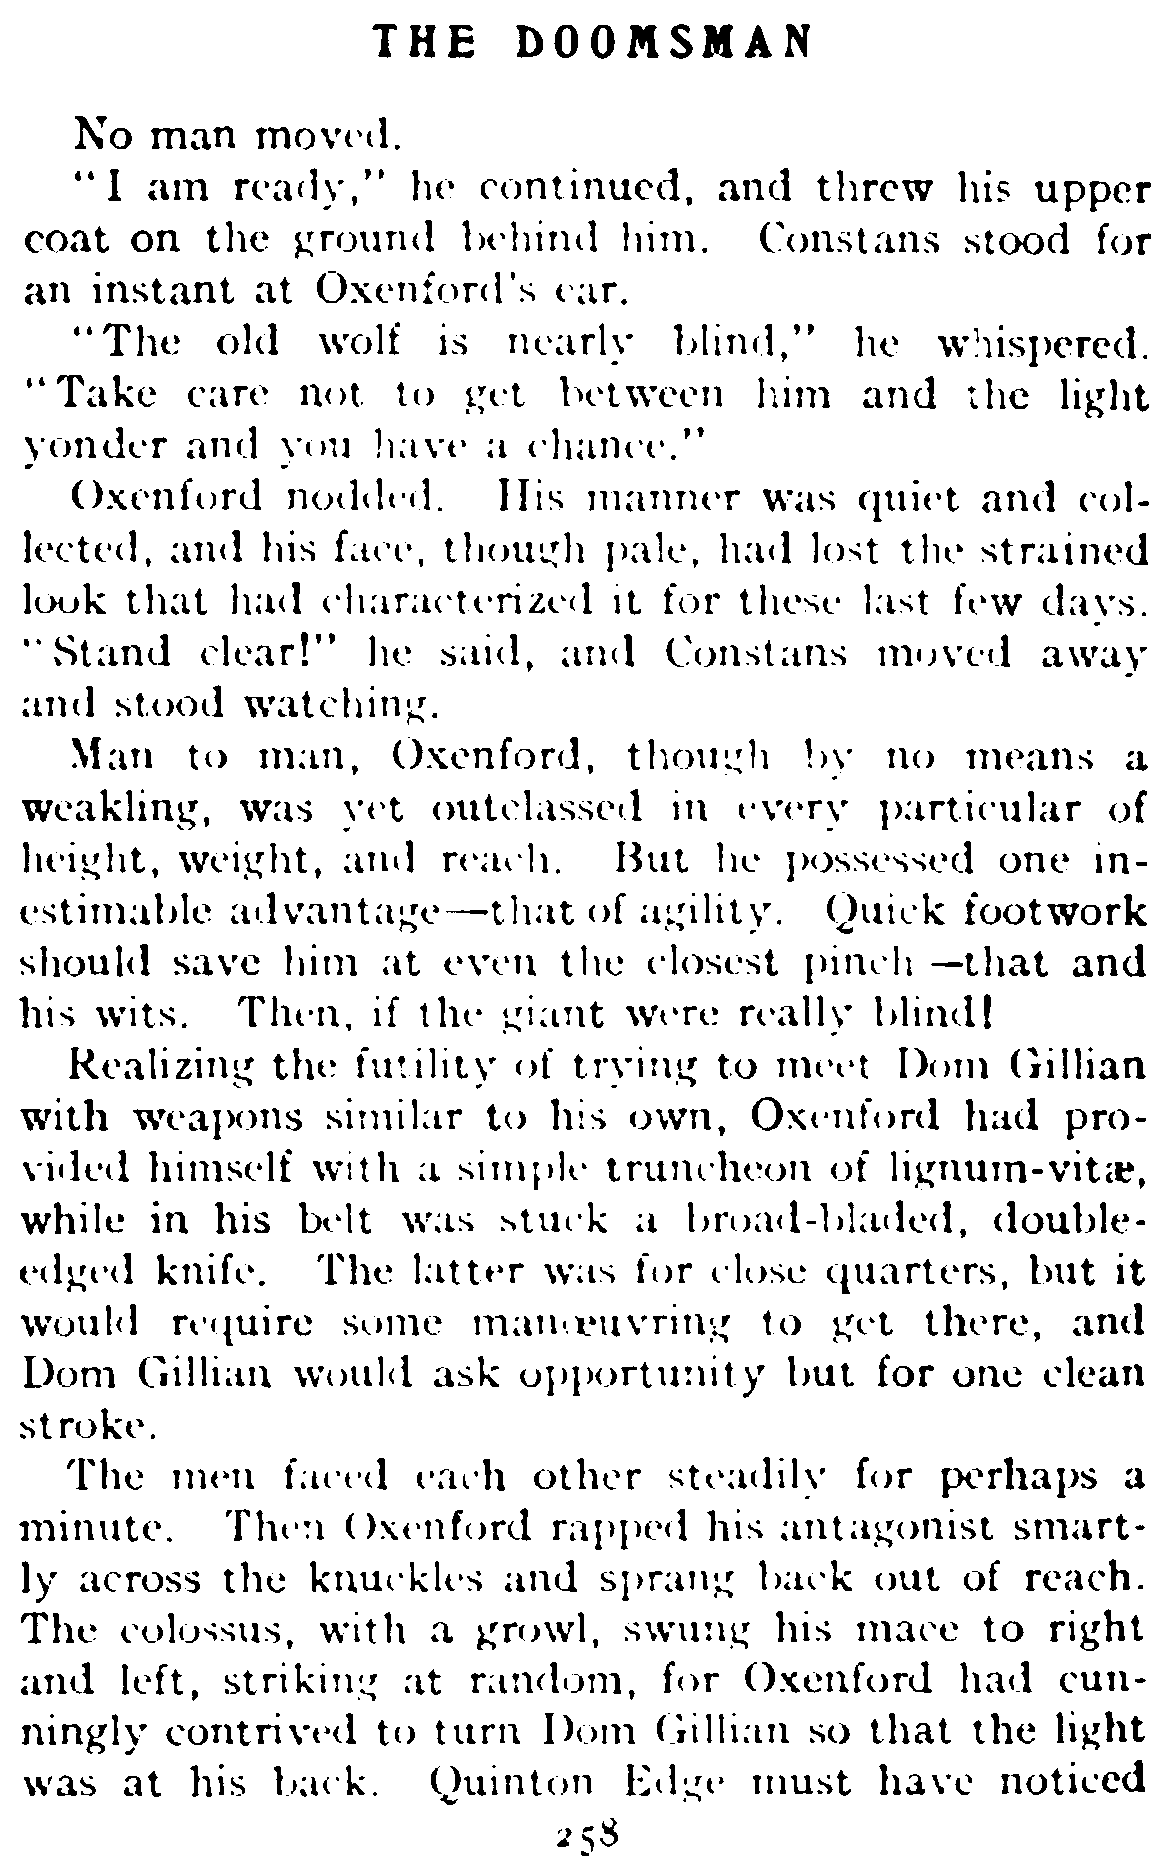 THE DOOMSMAN
No man moved.
"I am ready," he continued, and threw his upper
coat on the ground behind him. Constans stood for
an instant at Oxenford's ear.
"The old wolf is nearly blind," he whispered.
"Take care not to get between him and the light
yonder and you have a chance."
Oxenford nodded. His manner was quiet and col-
lected, and his face, though pale, had lost the strained
look that had characterized it for these last few days.
"Stand clear!" he said, and Constans moved away
and stood watching.
Man to man, Oxenford, though by no means a
weakling, was yet outclassed in every particular of
height, weight, and reach. But he possessed one in-
estimable advantage—that of agility. Quick footwork
should save him at even the closest pinch—that and
his wits. Then, if the giant were really blind!
Realizing the futility of trying to meet Dom Gillian
with weapons similar to his own, Oxenford had pro-
vided himself with a simple truncheon of lignum-vitæ,
while in his belt was stuck a broad-bladed, double-
edged knife. The latter was for close quarters, but it
would require some manœuvring to get there, and
Dom Gillian would ask opportunity but for one clean
stroke.
The men faced each other steadily for perhaps a
minute. Then Oxenford rapped his antagonist smart-
ly across the knuckles and sprang back out of reach.
The colossus, with a growl, swung his mace to right
and left, striking at random, for Oxenford had cun-
ningly contrived to turn Dom Gillian so that the light
was at his back. Quinton Edge must have noticed
258